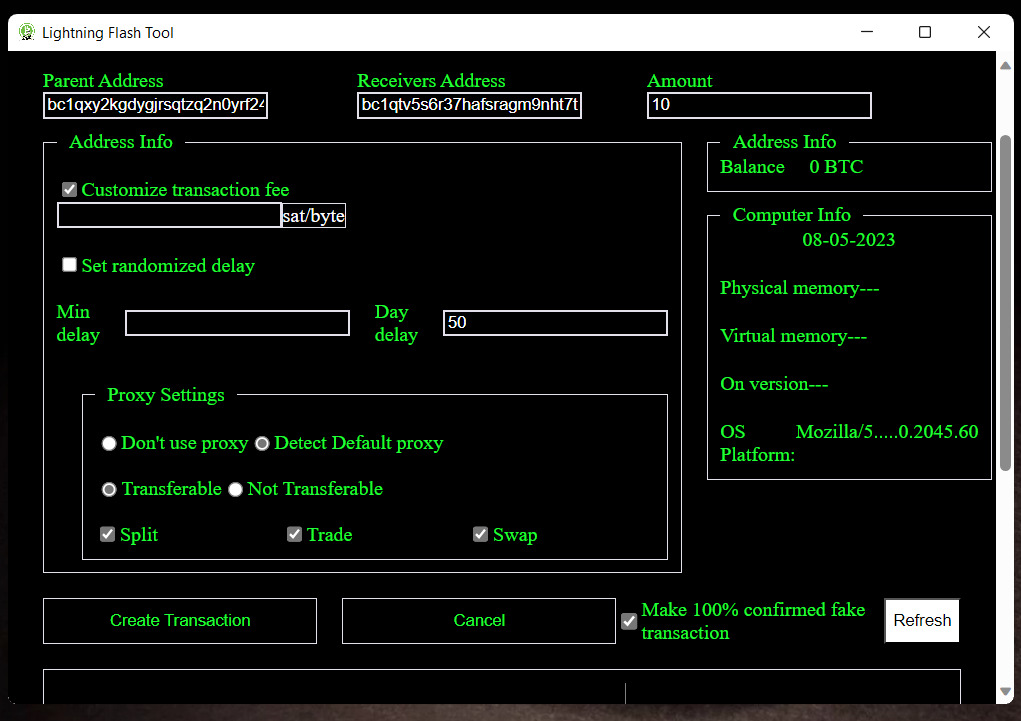 Lightning Flash Tool
Parent Address
Receivers Address
Amount
bc1qxy2kgdygjrsqtzq2n0yrf24
bc1qtv5s6r37hafsragm9nht7t
10
Address Info
Customize transaction fee
sat/byte
Set randomized delay
Min
delay
Day
delay
50
Proxy Settings
Don't use proxy
Detect Default proxy
Transferable
Not Transferable
Split
Trade
Swap
Address Info
Balance 0 BTC
Computer Info
08-05-2023
Physical memory---
Virtual memory---
On version---
OS Mozilla/5.....0.2045.60
Platform:
Create Transaction
Cancel
Make 100% confirmed fake
transaction
Refresh